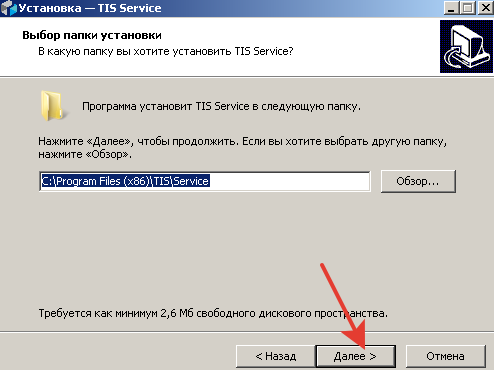 Установка — TIS Service
Выбор папки установки
В какую папку вы хотите установить TIS Service?
Программа установит TIS Service в следующую папку.
Нажмите «Далее», чтобы продолжить. Если вы хотите выбрать другую папку,
нажмите «Обзор».
C:\Program Files (x86)\TIS\Service
Обзор...
Требуется как минимум 2,6 Мб свободного дискового пространства.
< Назад
Далее >
Отмена